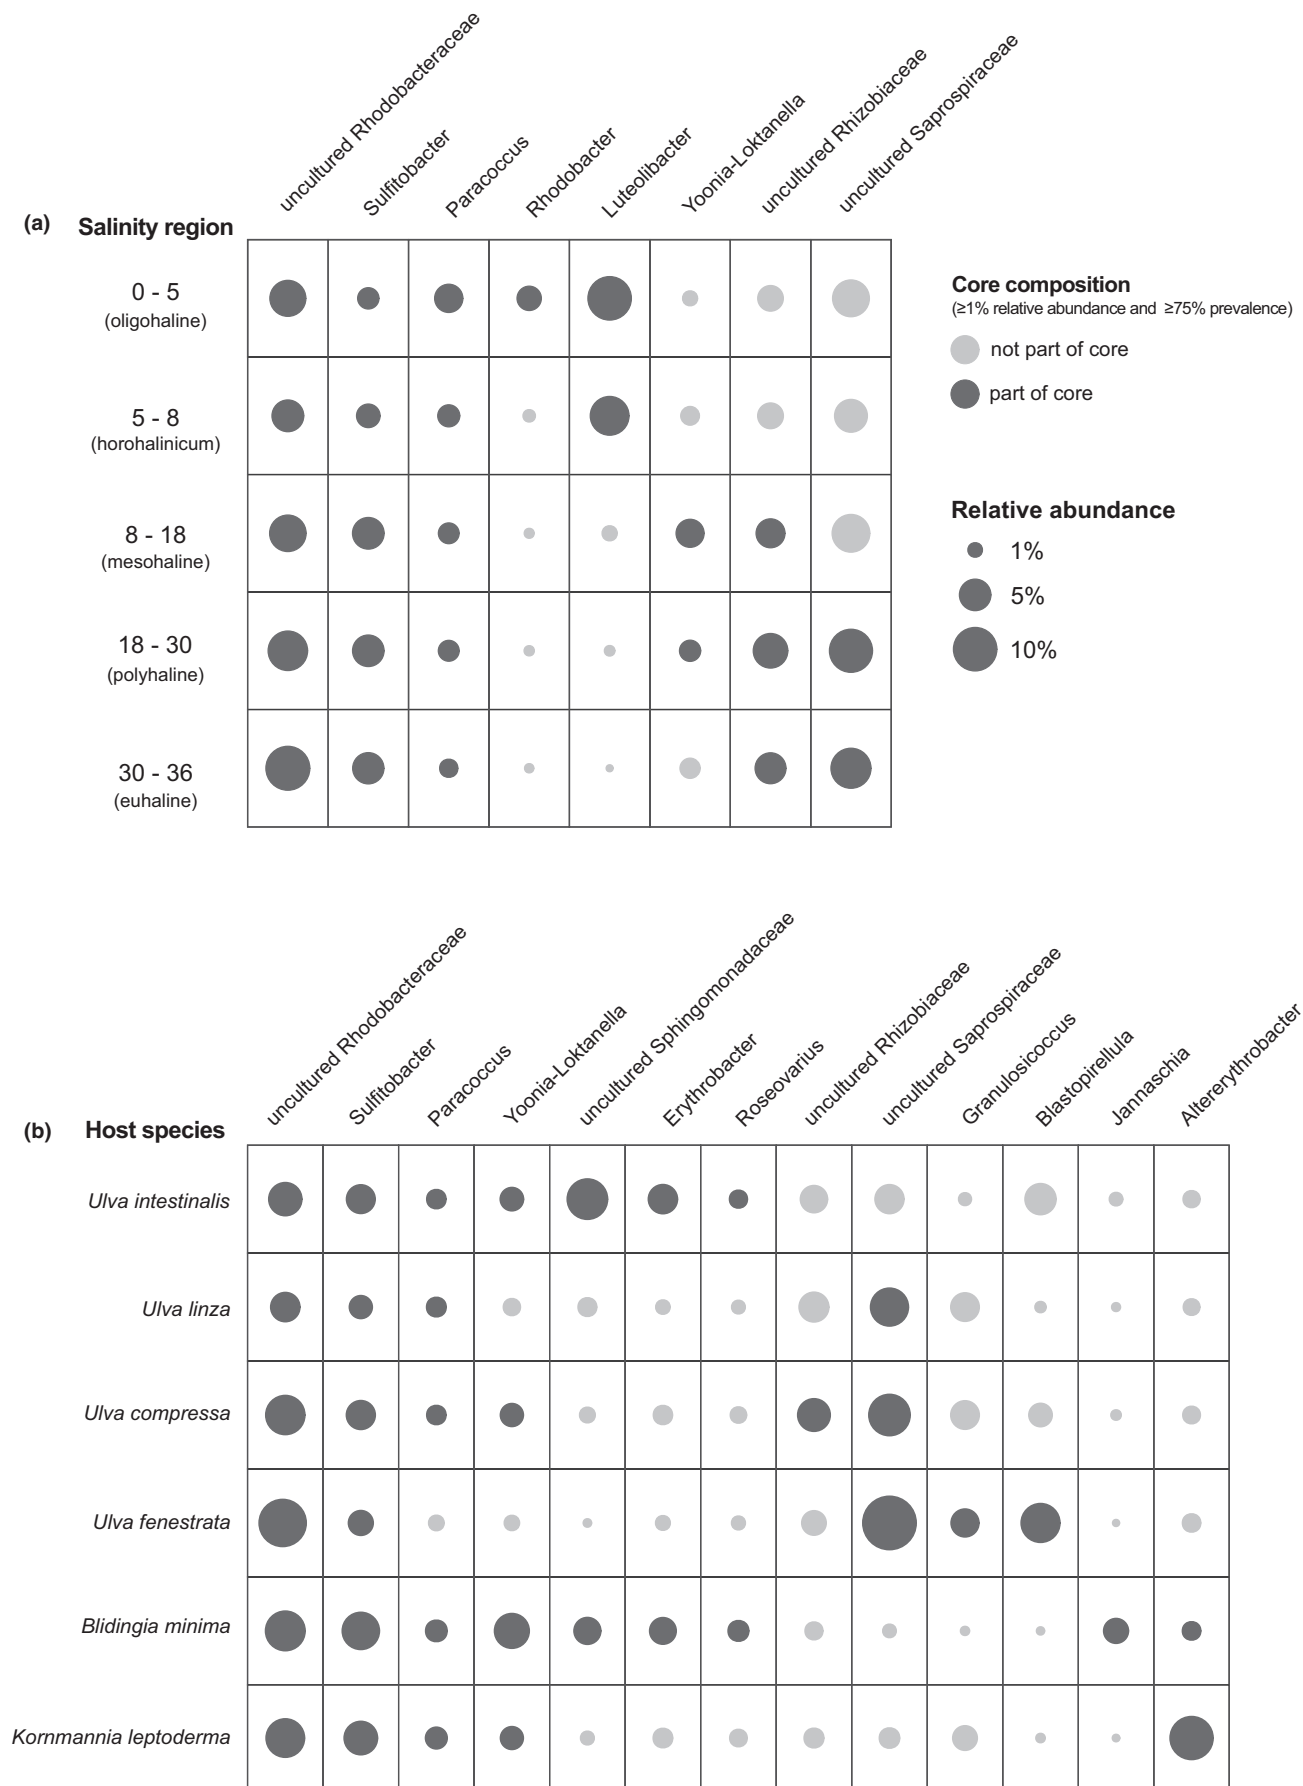 uncultured Rhodobacteraceae
Sulfitobacter
Paracoccus
Rhodobacter
Luteolibacter
Yoonia-Loktanella
uncultured Rhizobiaceae
uncultured Saprospiraceae
(a) Salinity region
0 - 5
(oligohaline)
5 - 8
(horohalinicum)
8 - 18
(mesohaline)
18 - 30
(polyhaline)
30 - 36
(euhaline)
Core composition
(≥1% relative abundance and ≥75% prevalence)
not part of core
part of core
Relative abundance
1%
5%
10%
uncultured Rhodobacteraceae
Sulfitobacter
Paracoccus
Yoonia-Loktanella
uncultured Sphingomonadaceae
Erythrobacter
Roseovarius
uncultured Rhizobiaceae
uncultured Saprospiraceae
Granulosicoccus
Blastopirellula
Jannaschia
Altererythrobacter
(b) Host species
Ulva intestinalis
Ulva linza
Ulva compressa
Ulva fenestrata
Blidingia minima
Kornmannia leptoderma